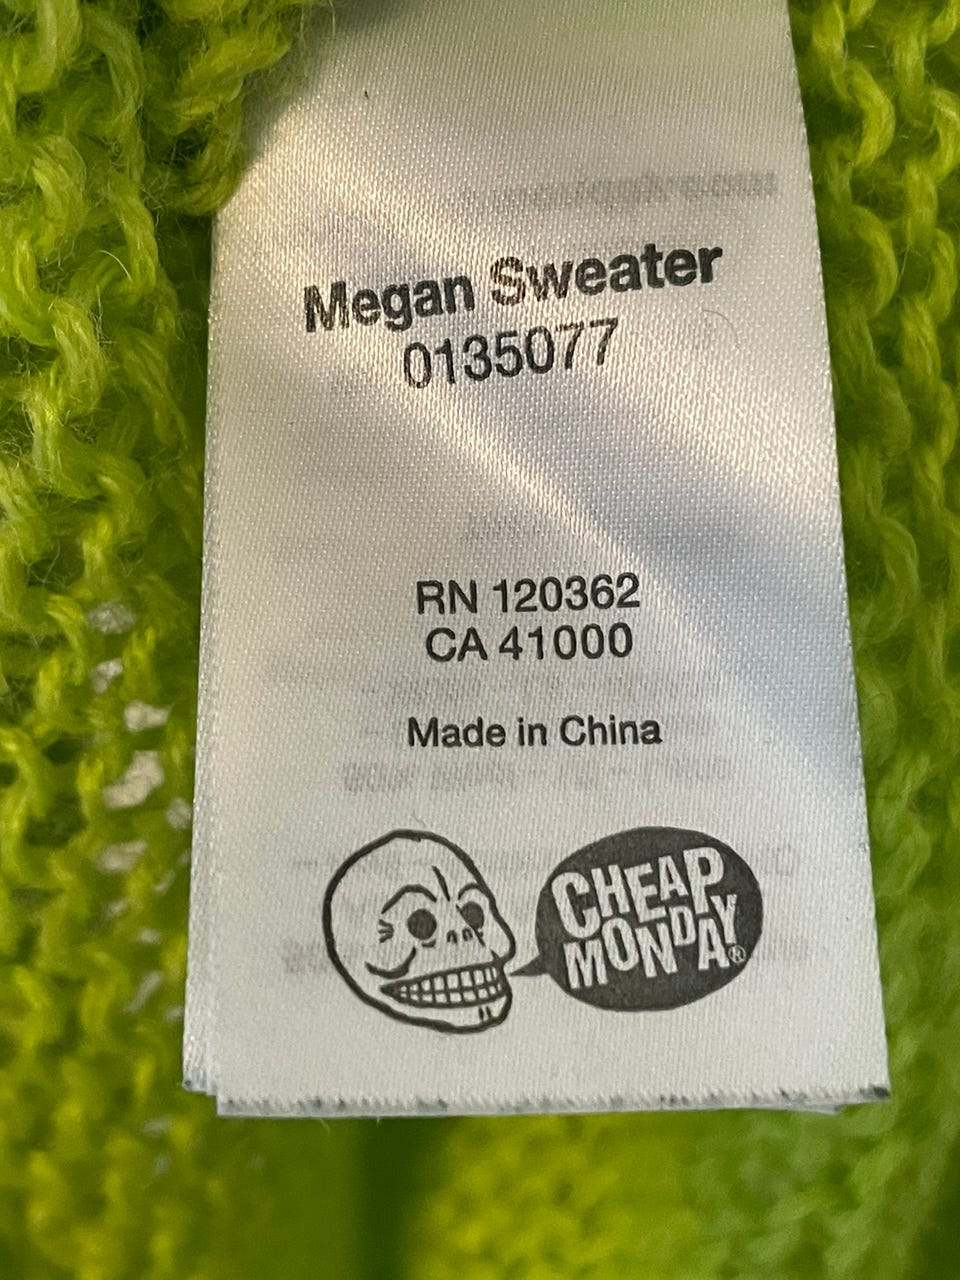 Megan Sweater
0135077
RN 120362
CA 41000
Made in China
CHEAP
MONDAY®